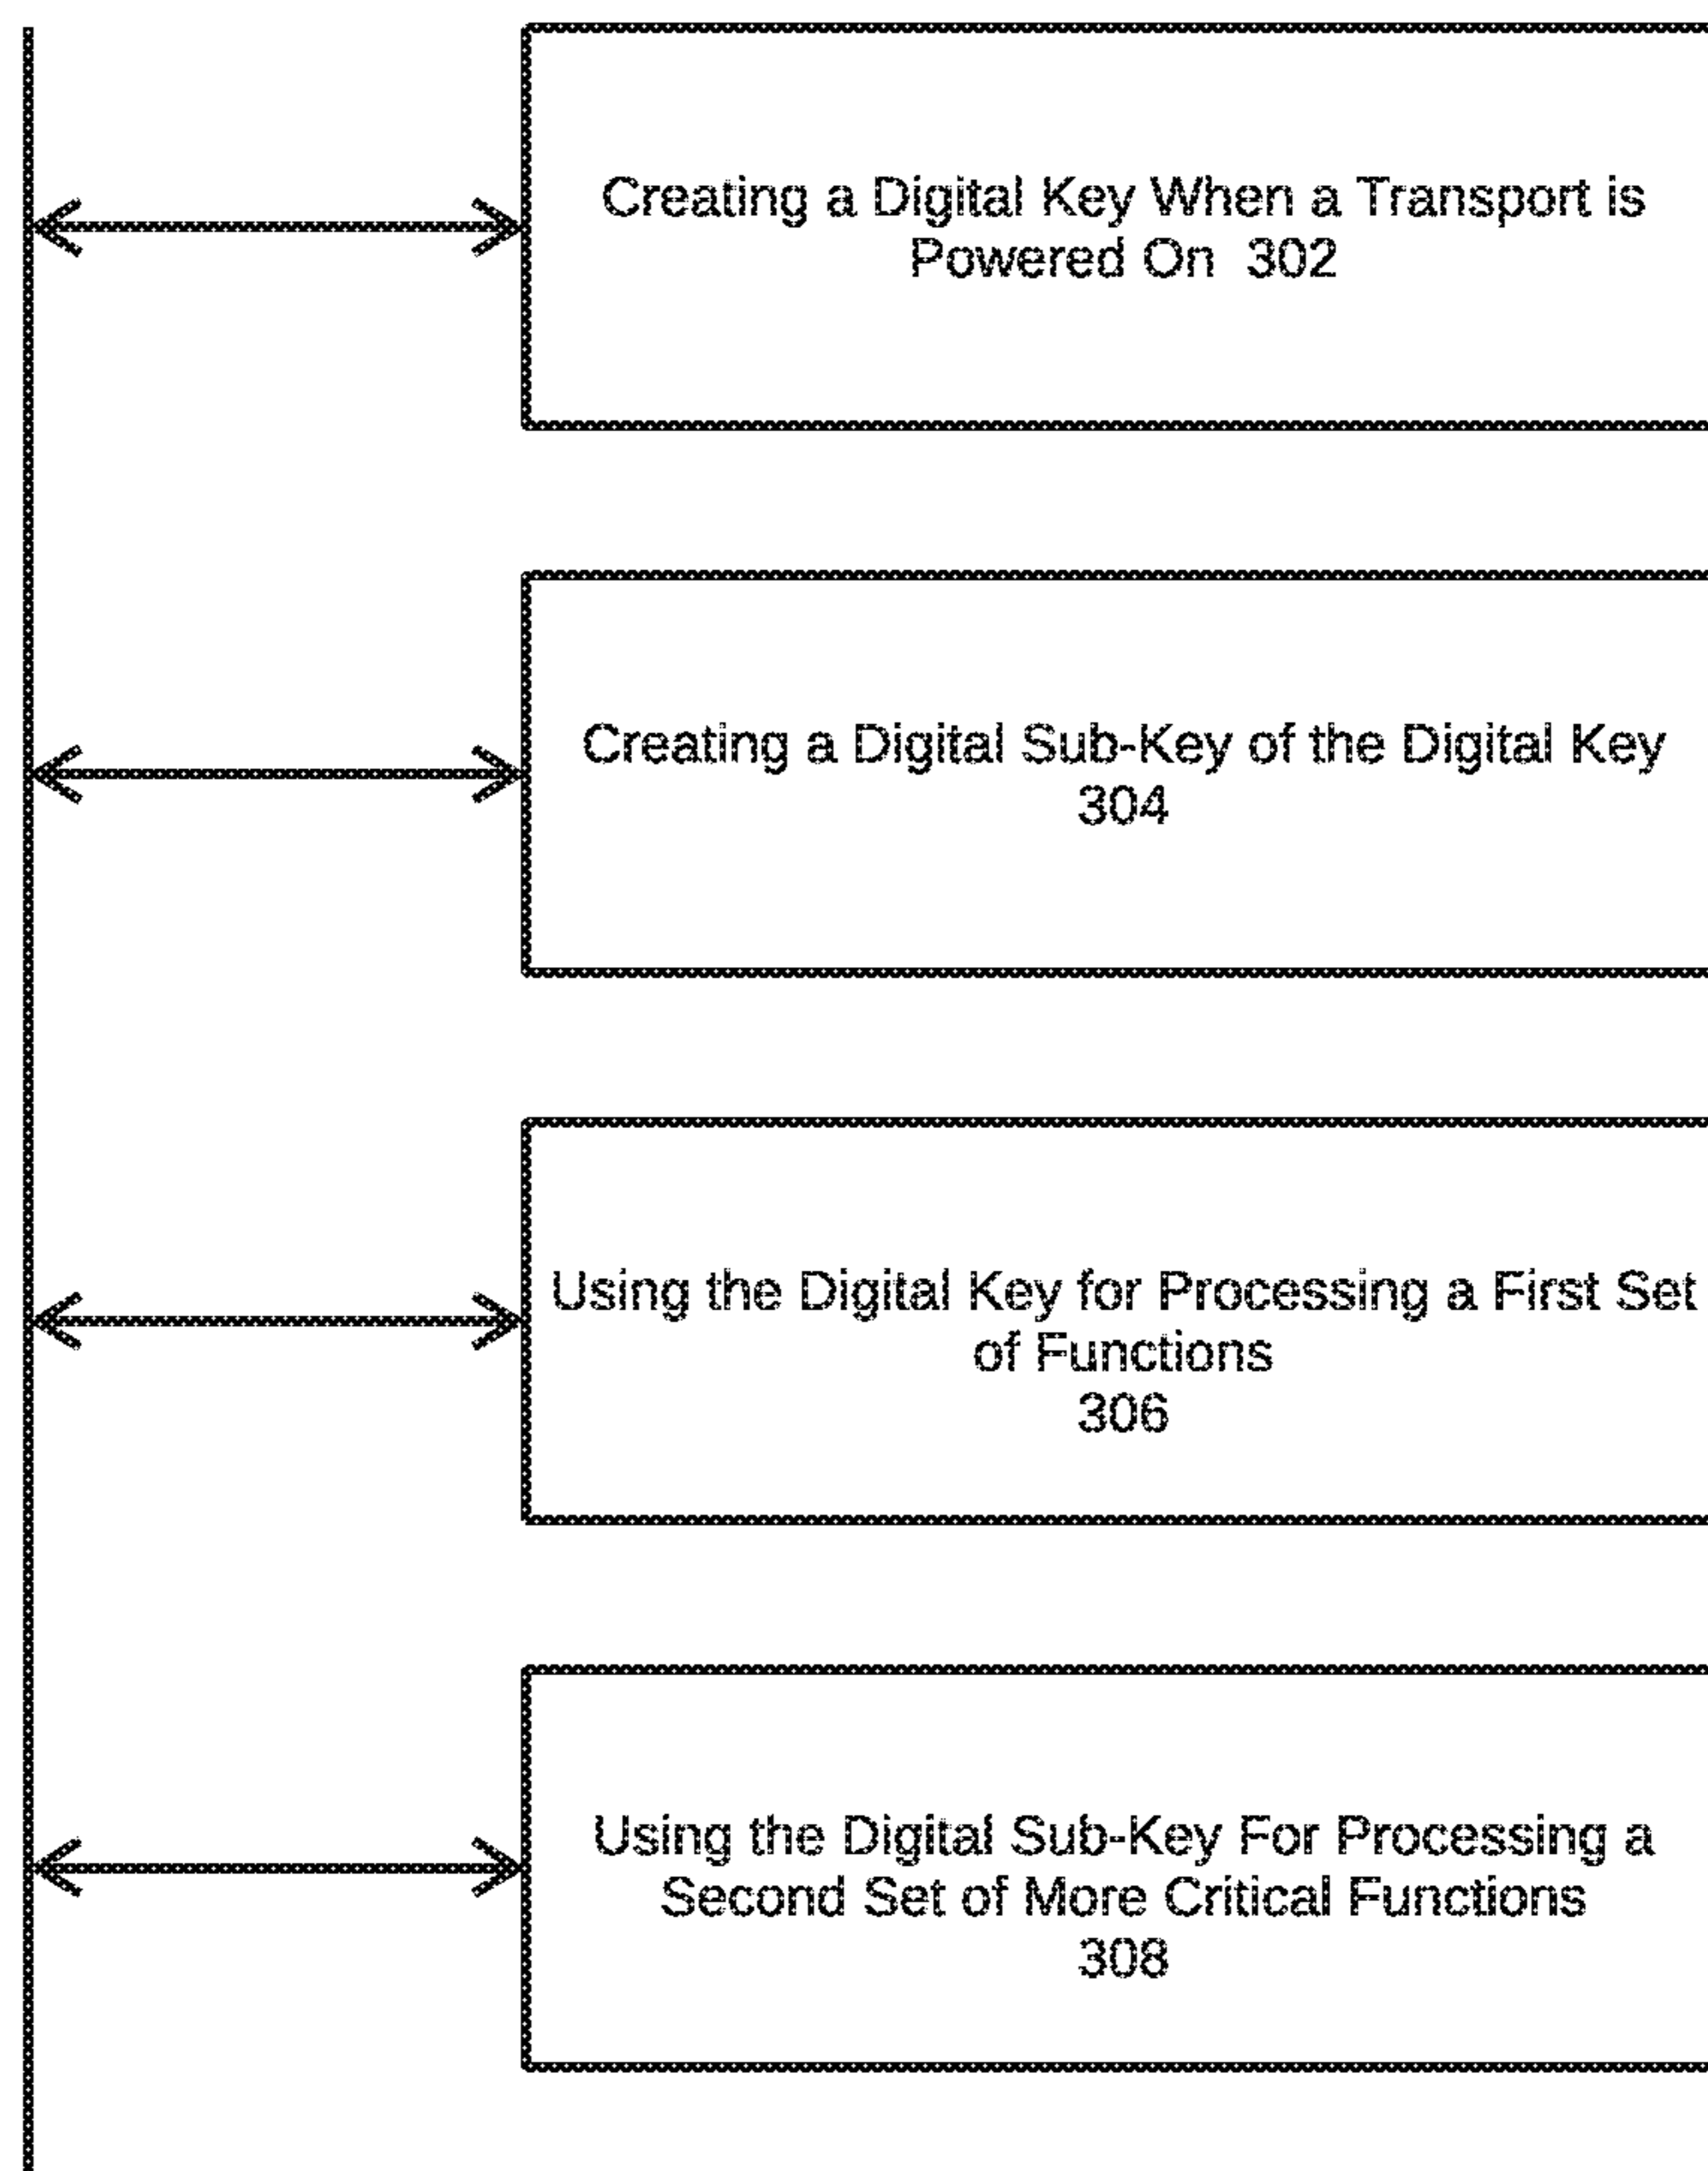 Creating a Digital Key When a Transport is
Powered On  302
Creating a Digital Sub-Key of the Digital Key
304
Using the Digital Key for Processing a First Set
of Functions
306
Using the Digital Sub-Key For Processing a
Second Set of More Critical Functions
308